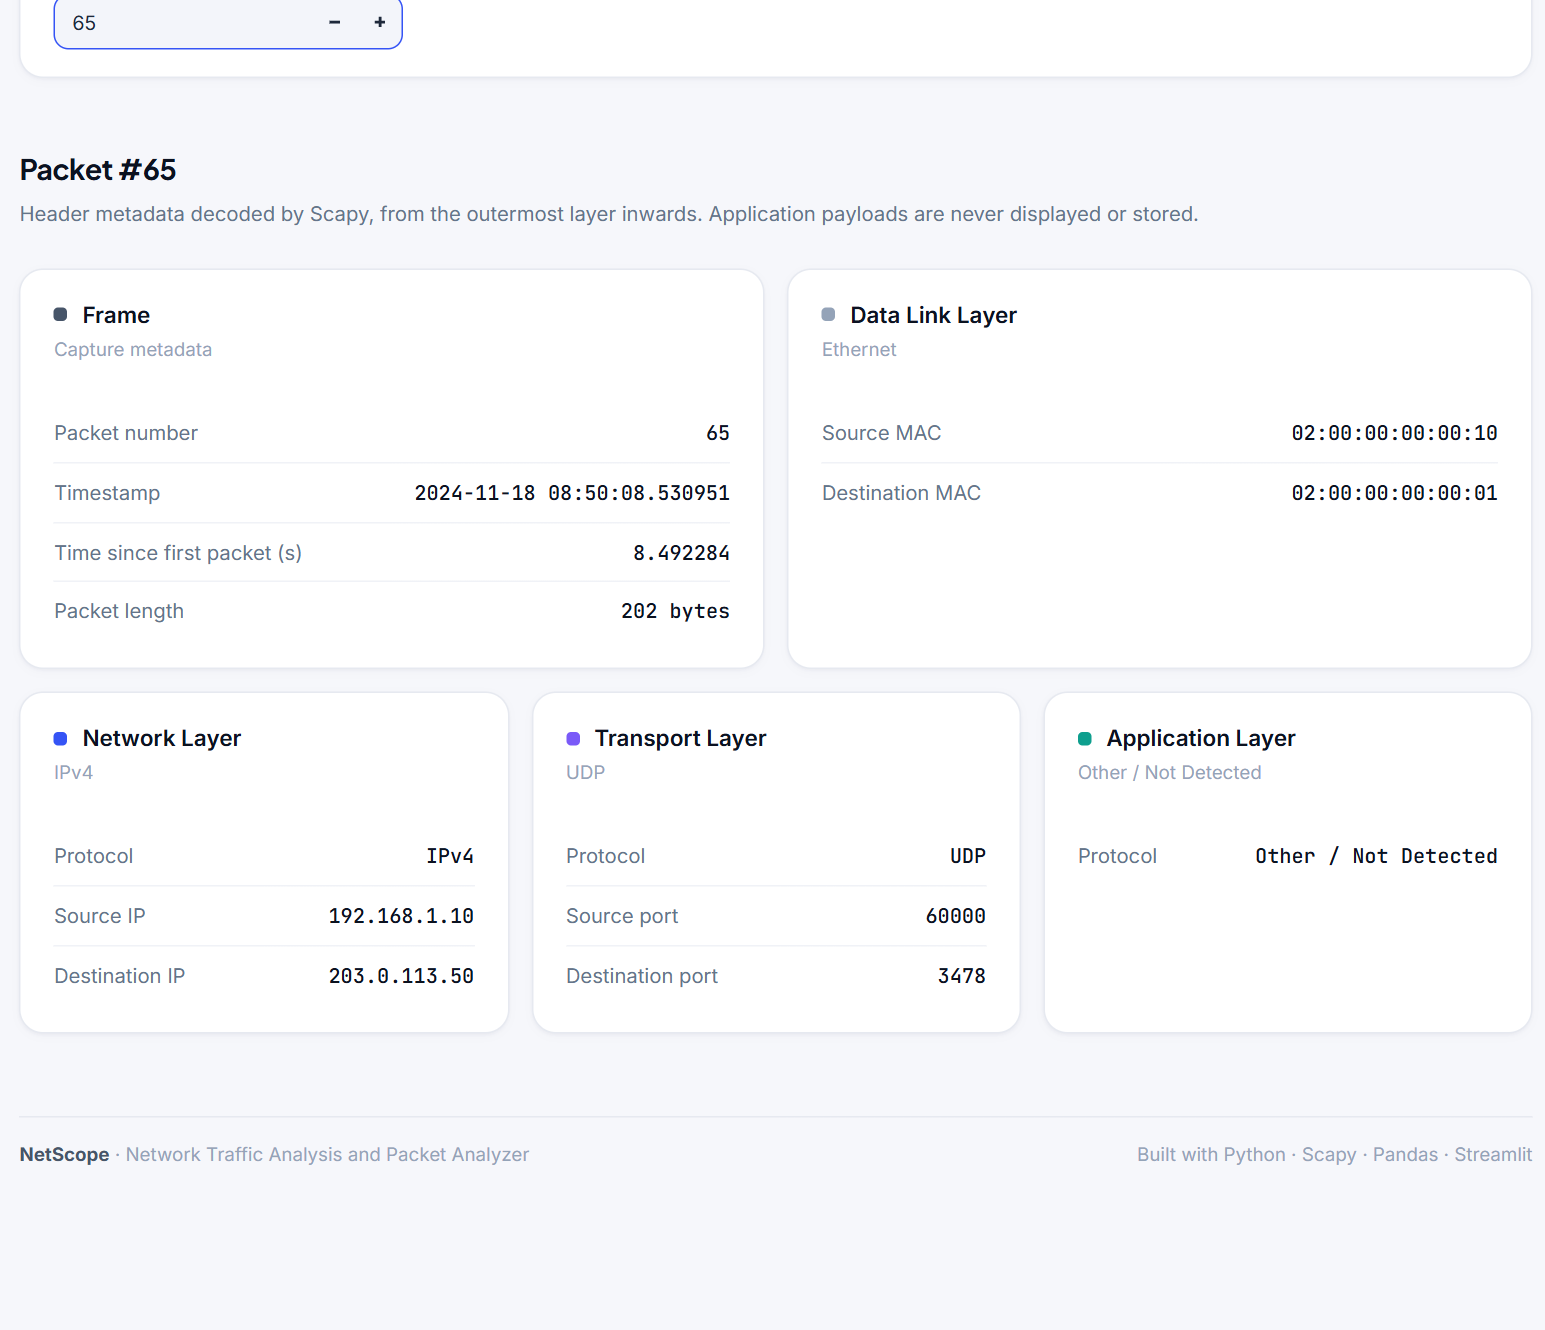 65 − +
Packet #65
Header metadata decoded by Scapy, from the outermost layer inwards. Application payloads are never displayed or stored.
Frame
Capture metadata
Packet number 65
Timestamp 2024-11-18 08:50:08.530951
Time since first packet (s) 8.492284
Packet length 202 bytes
Data Link Layer
Ethernet
Source MAC 02:00:00:00:00:10
Destination MAC 02:00:00:00:00:01
Network Layer
IPv4
Protocol IPv4
Source IP 192.168.1.10
Destination IP 203.0.113.50
Transport Layer
UDP
Protocol UDP
Source port 60000
Destination port 3478
Application Layer
Other / Not Detected
Protocol Other / Not Detected
NetScope · Network Traffic Analysis and Packet Analyzer
Built with Python · Scapy · Pandas · Streamlit